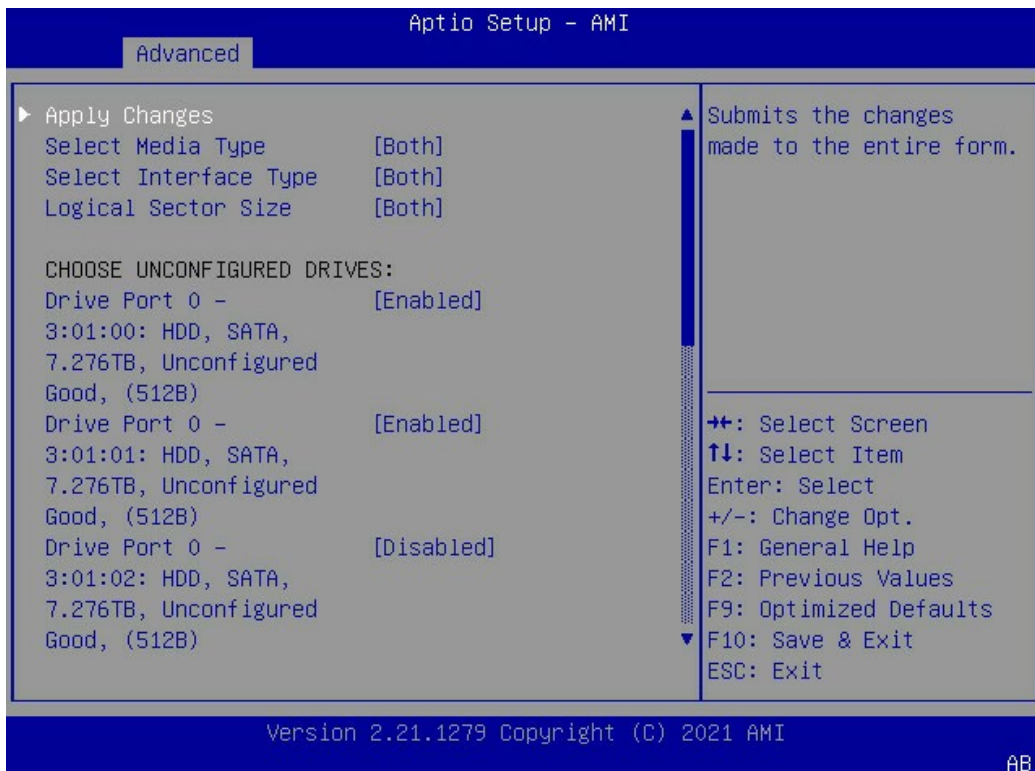 Aptio Setup – AMI
Advanced
▶ Apply Changes
Select Media Type [Both]
Select Interface Type [Both]
Logical Sector Size [Both]
CHOOSE UNCONFIGURED DRIVES:
Drive Port 0 – [Enabled]
3:01:00: HDD, SATA,
7.276TB, Unconfigured
Good, (512B)
Drive Port 0 – [Enabled]
3:01:01: HDD, SATA,
7.276TB, Unconfigured
Good, (512B)
Drive Port 0 – [Disabled]
3:01:02: HDD, SATA,
7.276TB, Unconfigured
Good, (512B)
Submits the changes
made to the entire form.
→←: Select Screen
↑↓: Select Item
Enter: Select
+/-: Change Opt.
F1: General Help
F2: Previous Values
F9: Optimized Defaults
F10: Save & Exit
ESC: Exit
Version 2.21.1279 Copyright (C) 2021 AMI
AB